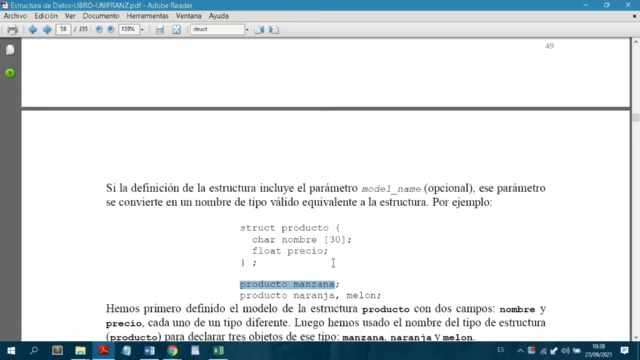 Estructura de Datos-LIBRO-UNIFRANZ.pdf - Adobe Reader
Archivo Edición Ver Documento Herramientas Ventana Ayuda
58 / 235 139% struct
49
Si la definición de la estructura incluye el parámetro model_name (opcional), ese parámetro
se convierte en un nombre de tipo válido equivalente a la estructura. Por ejemplo:
struct producto {
char nombre [30];
float precio;
} ;
producto manzana;
producto naranja, melon;
Hemos primero definido el modelo de la estructura producto con dos campos: nombre y
precio, cada uno de un tipo diferente. Luego hemos usado el nombre del tipo de estructura
(producto) para declarar tres objetos de ese tipo: manzana, naranja y melon.
ES 10:38
27/09/2021